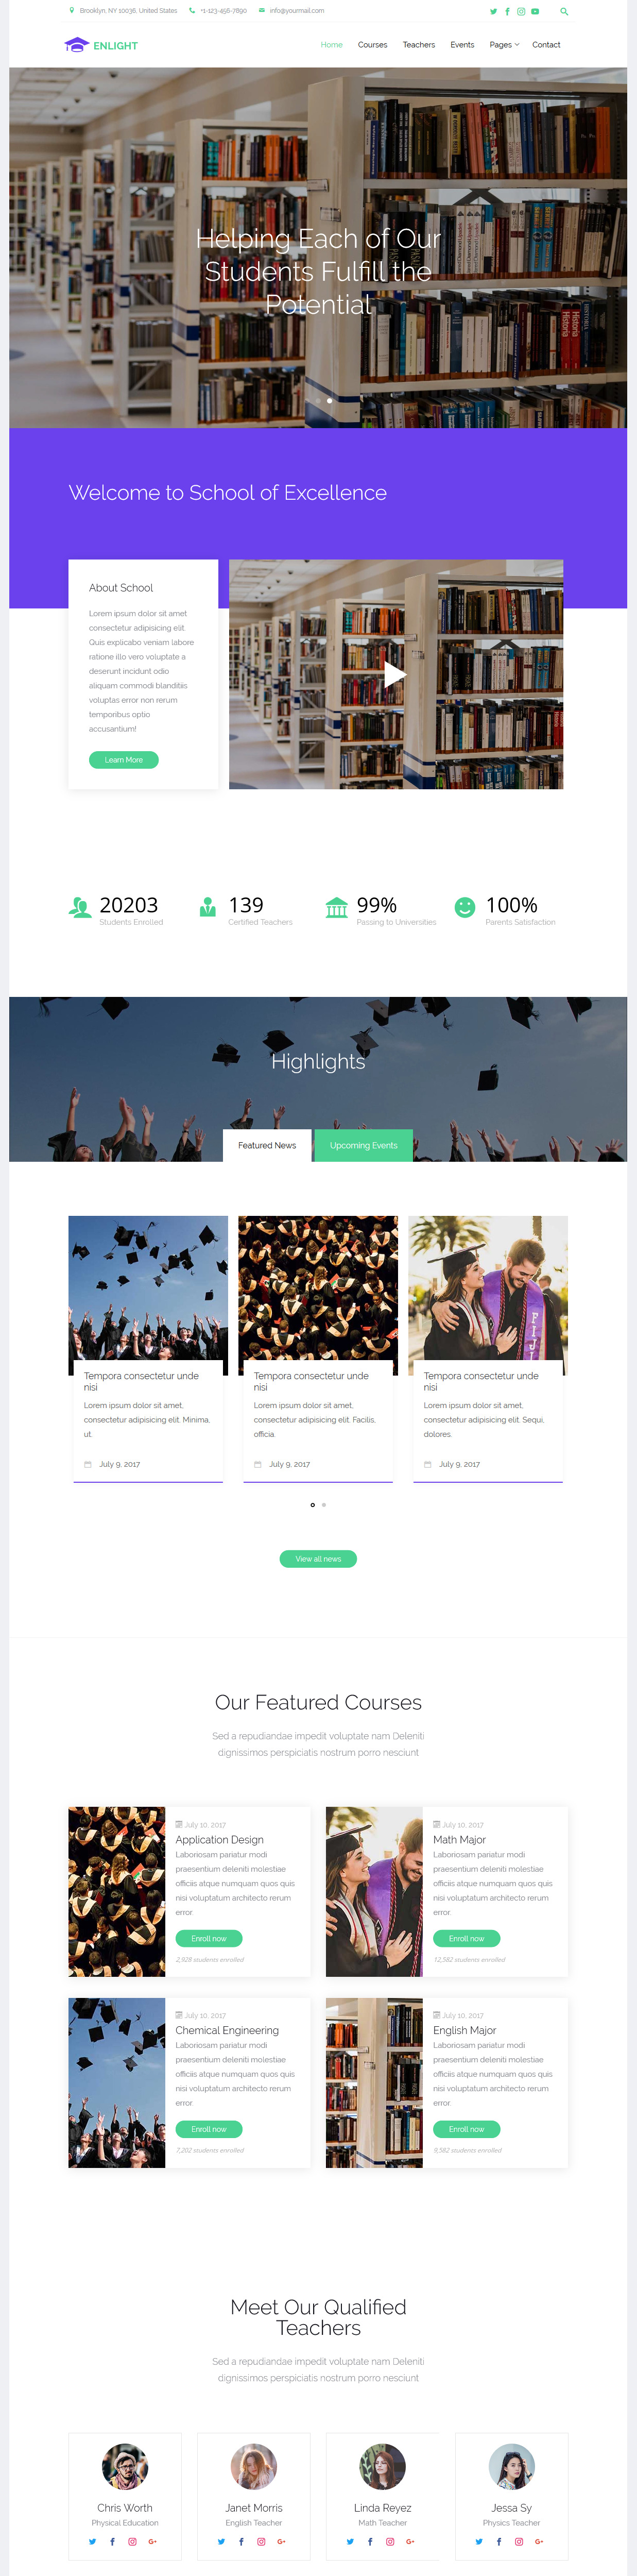 Brooklyn, NY 10036, United States +1-123-456-7890 info@yourmail.com
ENLIGHT
Home Courses Teachers Events Pages Contact
Helping Each of Our
Students Fulfill the
Potential
Welcome to School of Excellence
About School
Lorem ipsum dolor sit amet
consectetur adipisicing elit.
Quis explicabo veniam labore
ratione illo vero voluptate a
deserunt incidunt odio
aliquam commodi blanditiis
voluptas error non rerum
temporibus optio
accusantium!
Learn More
20203
Students Enrolled
139
Certified Teachers
99%
Passing to Universities
100%
Parents Satisfaction
Highlights
Featured News
Upcoming Events
Tempora consectetur unde
nisi
Lorem ipsum dolor sit amet,
consectetur adipisicing elit. Minima,
ut.
July 9, 2017
Tempora consectetur unde
nisi
Lorem ipsum dolor sit amet,
consectetur adipisicing elit. Facilis,
officia.
July 9, 2017
Tempora consectetur unde
nisi
Lorem ipsum dolor sit amet,
consectetur adipisicing elit. Sequi,
dolores.
July 9, 2017
View all news
Our Featured Courses
Sed a repudiandae impedit voluptate nam Deleniti
dignissimos perspiciatis nostrum porro nesciunt
July 10, 2017
Application Design
Laboriosam pariatur modi
praesentium deleniti molestiae
officiis atque numquam quos quis
nisi voluptatum architecto rerum
error.
Enroll now
2,928 students enrolled
July 10, 2017
Math Major
Laboriosam pariatur modi
praesentium deleniti molestiae
officiis atque numquam quos quis
nisi voluptatum architecto rerum
error.
Enroll now
12,582 students enrolled
July 10, 2017
Chemical Engineering
Laboriosam pariatur modi
praesentium deleniti molestiae
officiis atque numquam quos quis
nisi voluptatum architecto rerum
error.
Enroll now
7,202 students enrolled
July 10, 2017
English Major
Laboriosam pariatur modi
praesentium deleniti molestiae
officiis atque numquam quos quis
nisi voluptatum architecto rerum
error.
Enroll now
9,582 students enrolled
Meet Our Qualified
Teachers
Sed a repudiandae impedit voluptate nam Deleniti
dignissimos perspiciatis nostrum porro nesciunt
Chris Worth
Physical Education
Janet Morris
English Teacher
Linda Reyez
Math Teacher
Jessa Sy
Physics Teacher